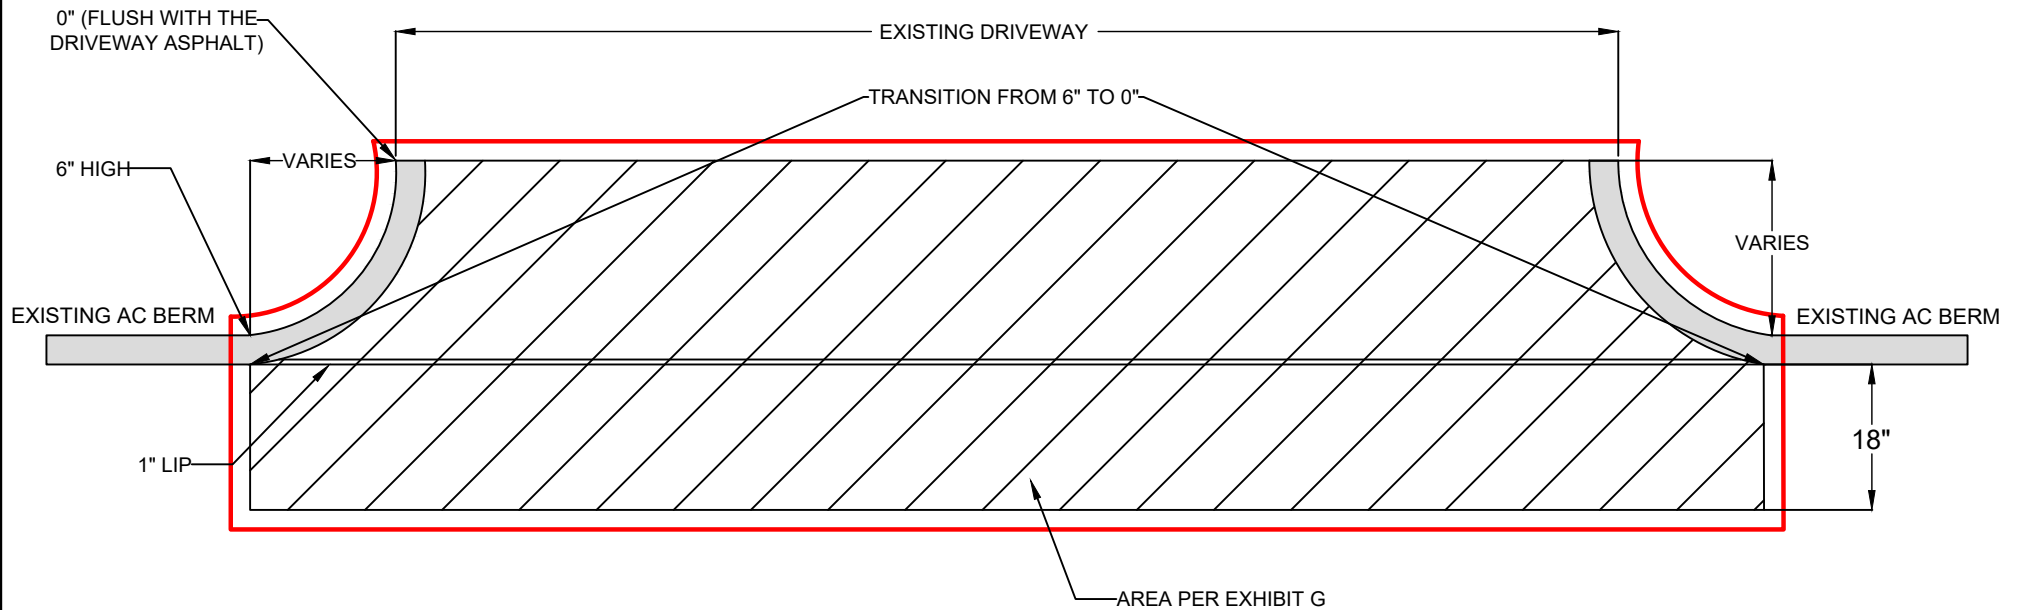 0" (FLUSH WITH THE
DRIVEWAY ASPHALT)
EXISTING DRIVEWAY
TRANSITION FROM 6" TO 0"
VARIES
6" HIGH
VARIES
EXISTING AC BERM
EXISTING AC BERM
18"
1" LIP
AREA PER EXHIBIT G